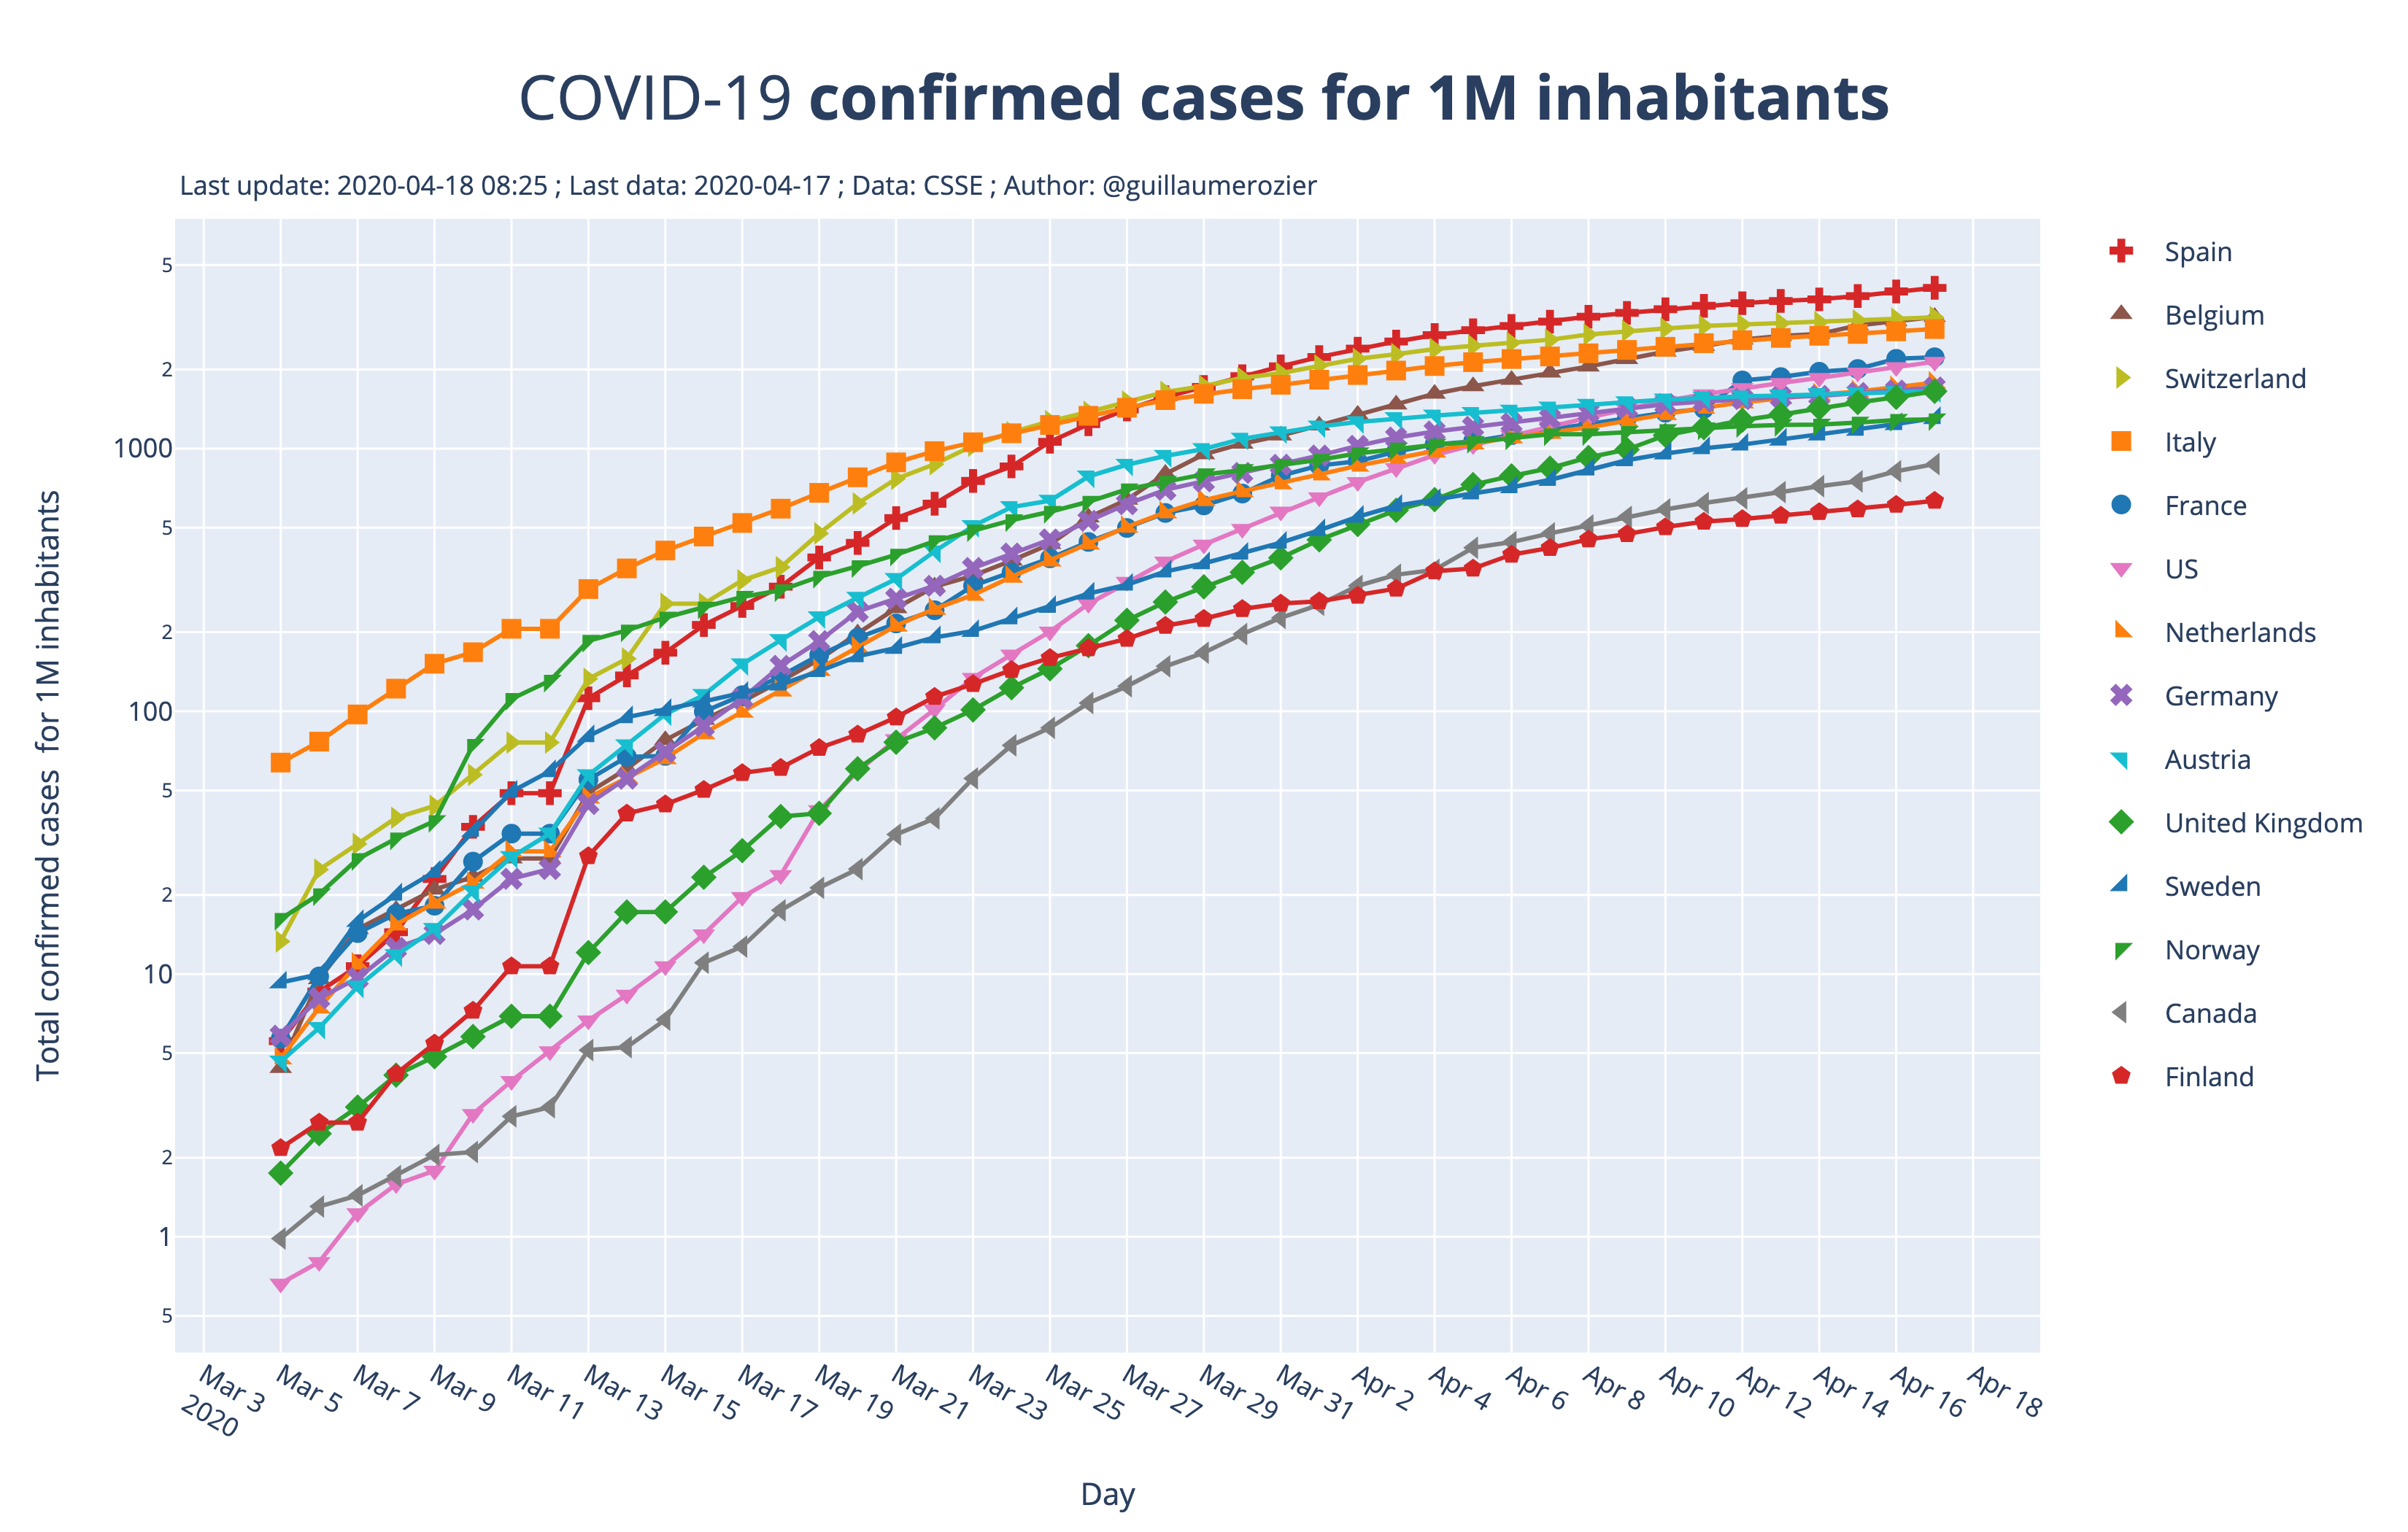 COVID-19 confirmed cases for 1M inhabitants
Last update: 2020-04-18 08:25 ; Last data: 2020-04-17 ; Data: CSSE ; Author: @guillaumerozier
Total confirmed cases for 1M inhabitants
5
2
1000
5
2
100
5
2
10
5
2
1
5
Mar 3
2020
Mar 5
Mar 7
Mar 9
Mar 11
Mar 13
Mar 15
Mar 17
Mar 19
Mar 21
Mar 23
Mar 25
Mar 27
Mar 29
Mar 31
Apr 2
Apr 4
Apr 6
Apr 8
Apr 10
Apr 12
Apr 14
Apr 16
Apr 18
Day
Spain
Belgium
Switzerland
Italy
France
US
Netherlands
Germany
Austria
United Kingdom
Sweden
Norway
Canada
Finland